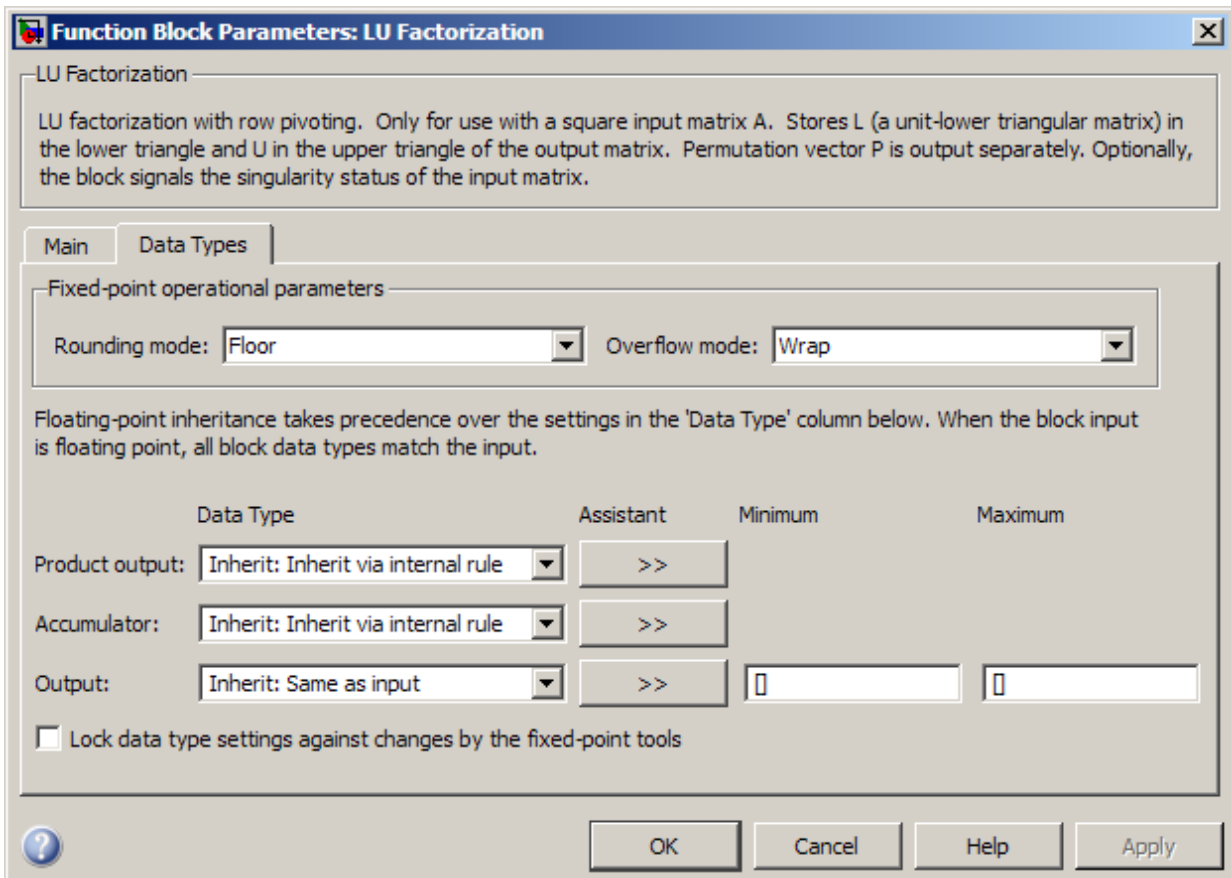 Function Block Parameters: LU Factorization
LU Factorization
LU factorization with row pivoting.  Only for use with a square input matrix A.  Stores L (a unit-lower triangular matrix) in
the lower triangle and U in the upper triangle of the output matrix.  Permutation vector P is output separately. Optionally,
the block signals the singularity status of the input matrix.
Main Data Types
Fixed-point operational parameters
Rounding mode: Floor Overflow mode: Wrap
Floating-point inheritance takes precedence over the settings in the 'Data Type' column below. When the block input
is floating point, all block data types match the input.
Data Type Assistant Minimum Maximum
Product output: Inherit: Inherit via internal rule >>
Accumulator: Inherit: Inherit via internal rule >>
Output: Inherit: Same as input >> [] []
Lock data type settings against changes by the fixed-point tools
? OK Cancel Help Apply